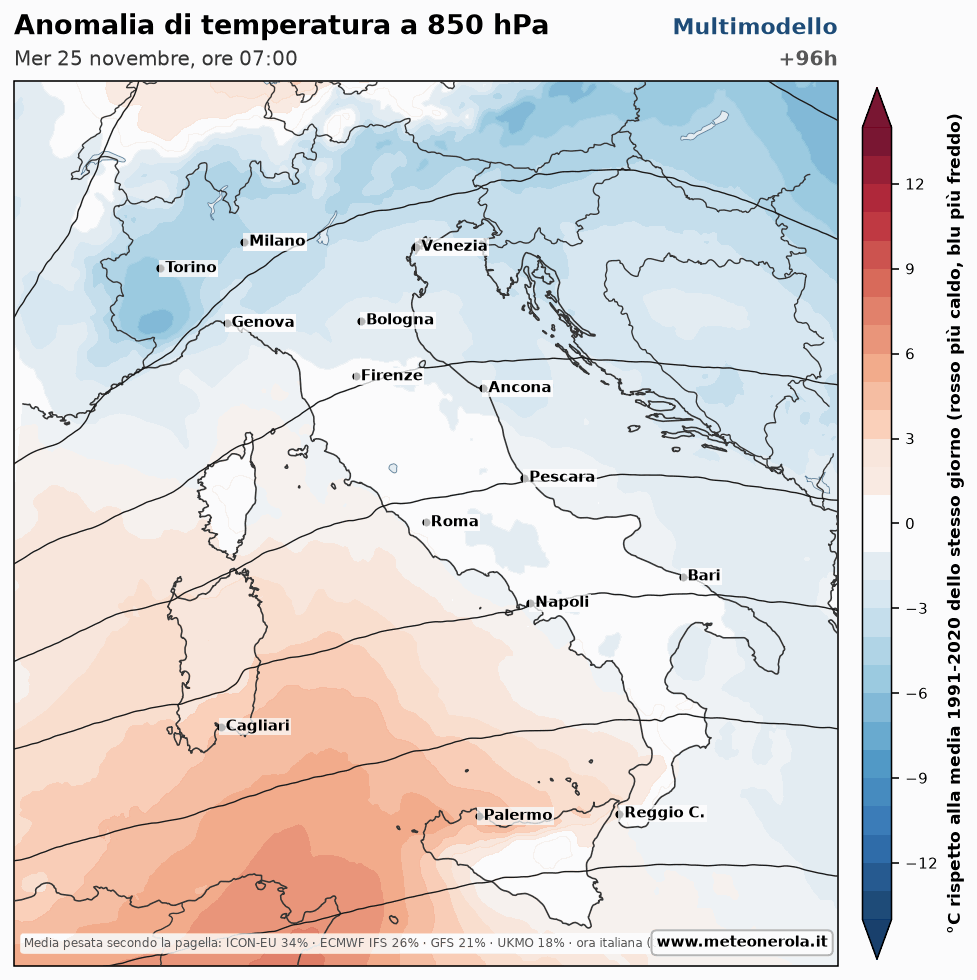 Anomalia di temperatura a 850 hPa
Multimodello
Mer 25 novembre, ore 07:00
+96h
Milano
Venezia
Torino
Genova
Bologna
Firenze
Ancona
Pescara
Roma
Bari
Napoli
Cagliari
Palermo
Reggio C.
12
9
6
3
0
−3
−6
−9
−12
°C rispetto alla media 1991-2020 dello stesso giorno (rosso più caldo, blu più freddo)
Media pesata secondo la pagella: ICON-EU 34% · ECMWF IFS 26% · GFS 21% · UKMO 18% · ora italiana (
www.meteonerola.it